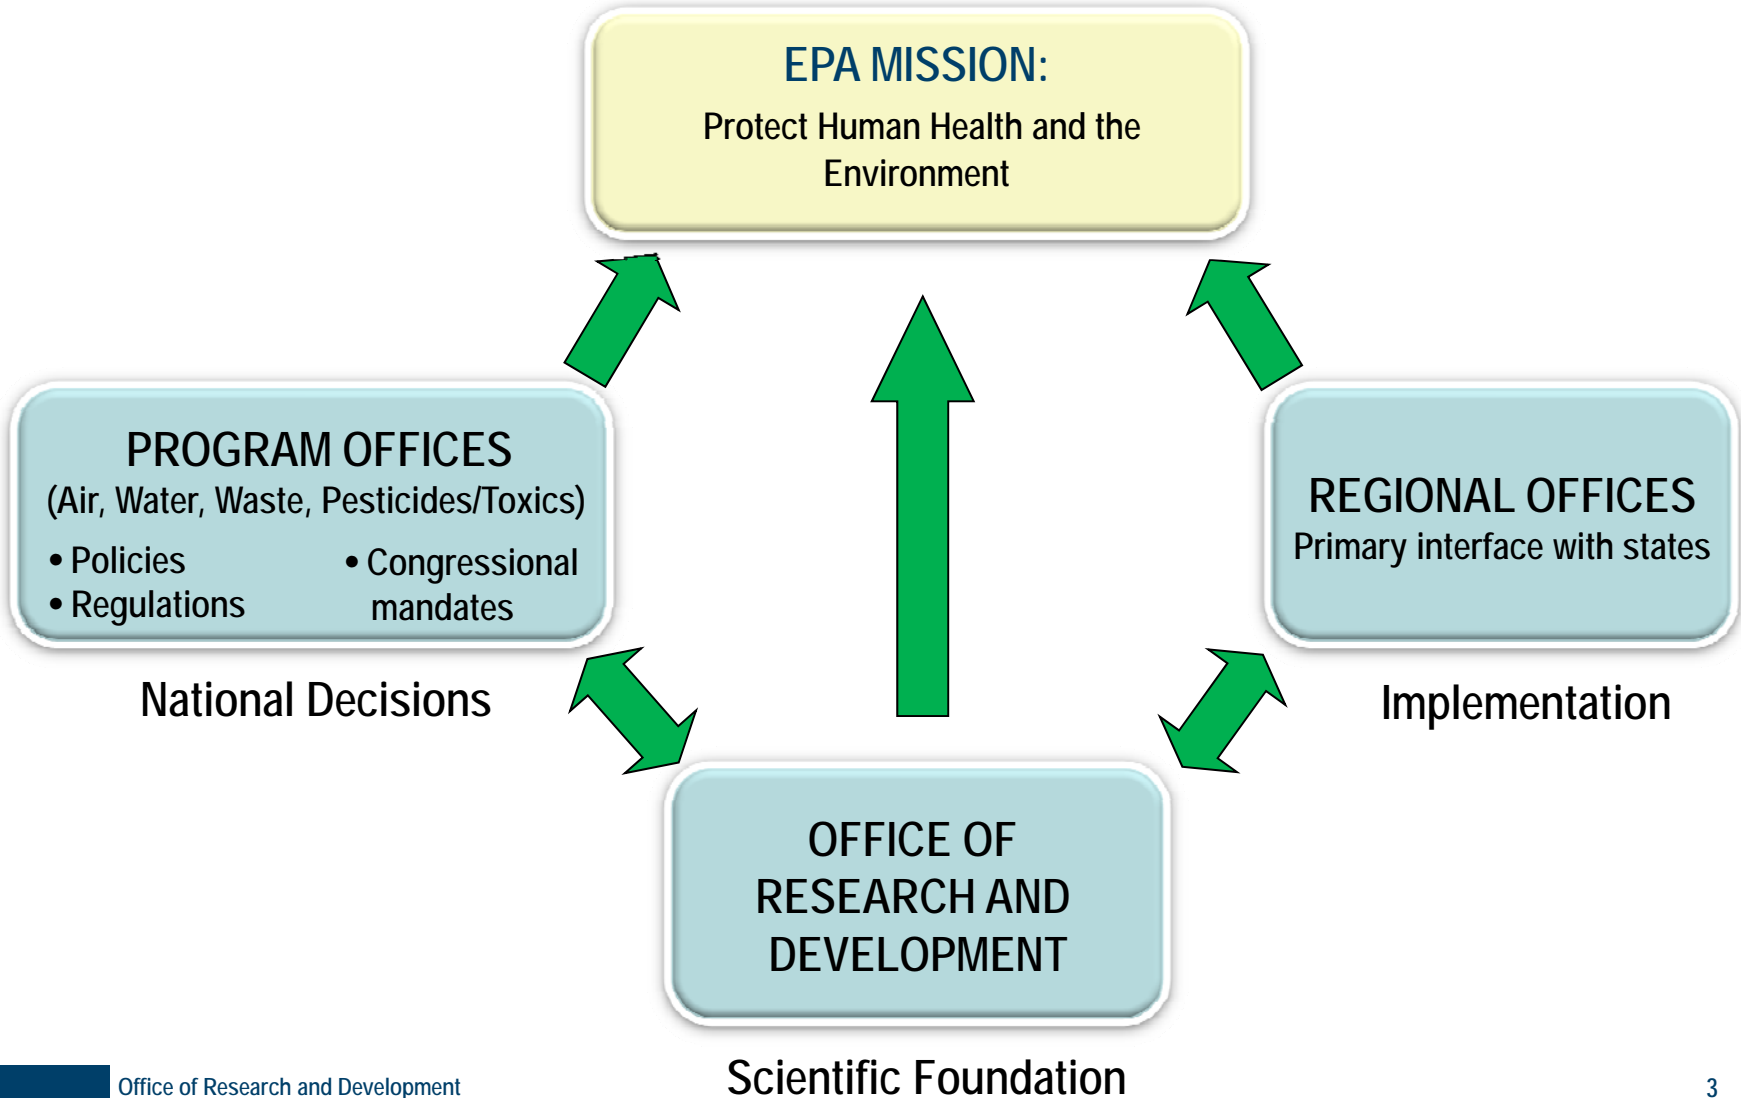 EPA MISSION:
Protect Human Health and the
Environment
PROGRAM OFFICES
(Air, Water, Waste, Pesticides/Toxics)
• Policies
• Regulations
• Congressional
mandates
National Decisions
REGIONAL OFFICES
Primary interface with states
Implementation
OFFICE OF
RESEARCH AND
DEVELOPMENT
Scientific Foundation
Office of Research and Development
3